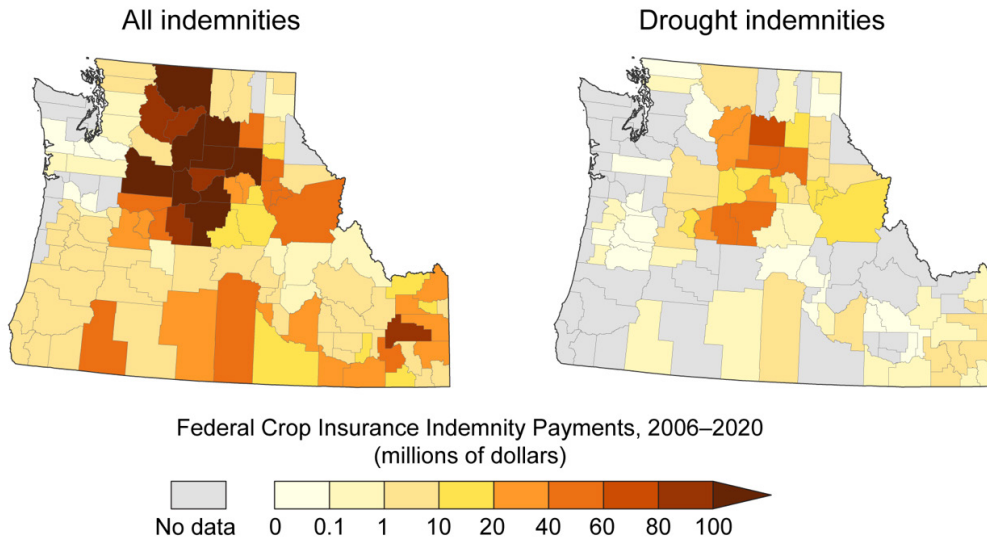 All indemnities
Drought indemnities
Federal Crop Insurance Indemnity Payments, 2006–2020
(millions of dollars)
No data
0 0.1 1 10 20 40 60 80 100